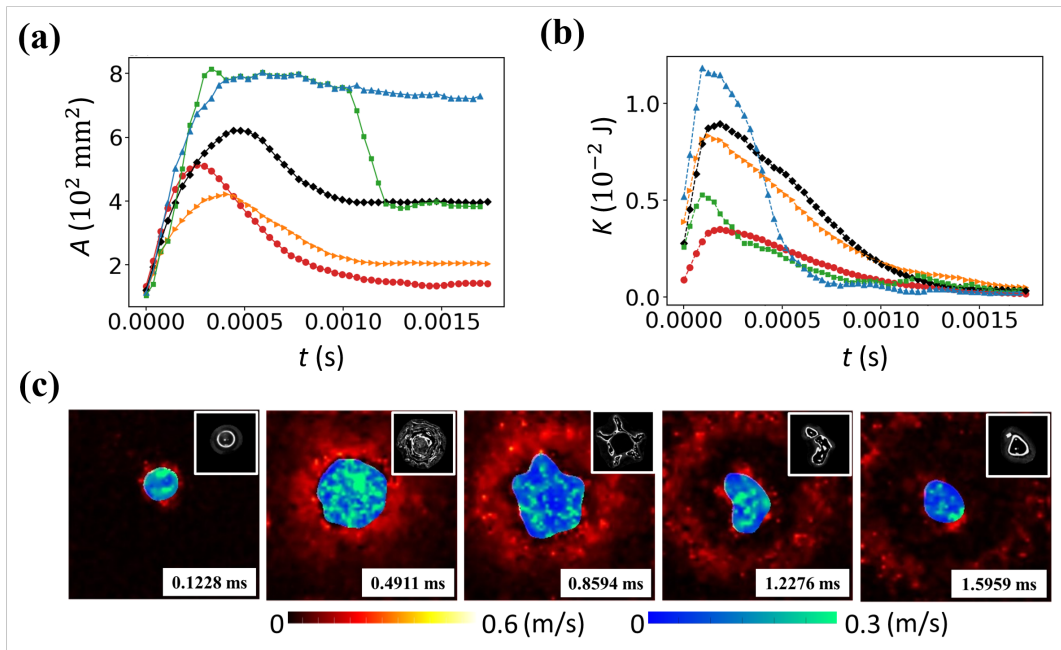 (a)
(b)
A (10² mm²)
8
6
4
2
0.0000
0.0005
0.0010
0.0015
t (s)
K (10⁻² J)
1.0
0.5
0.0
0.0000
0.0005
0.0010
0.0015
t (s)
(c)
0.1228 ms
0.4911 ms
0.8594 ms
1.2276 ms
1.5959 ms
0
0.6 (m/s)
0
0.3 (m/s)